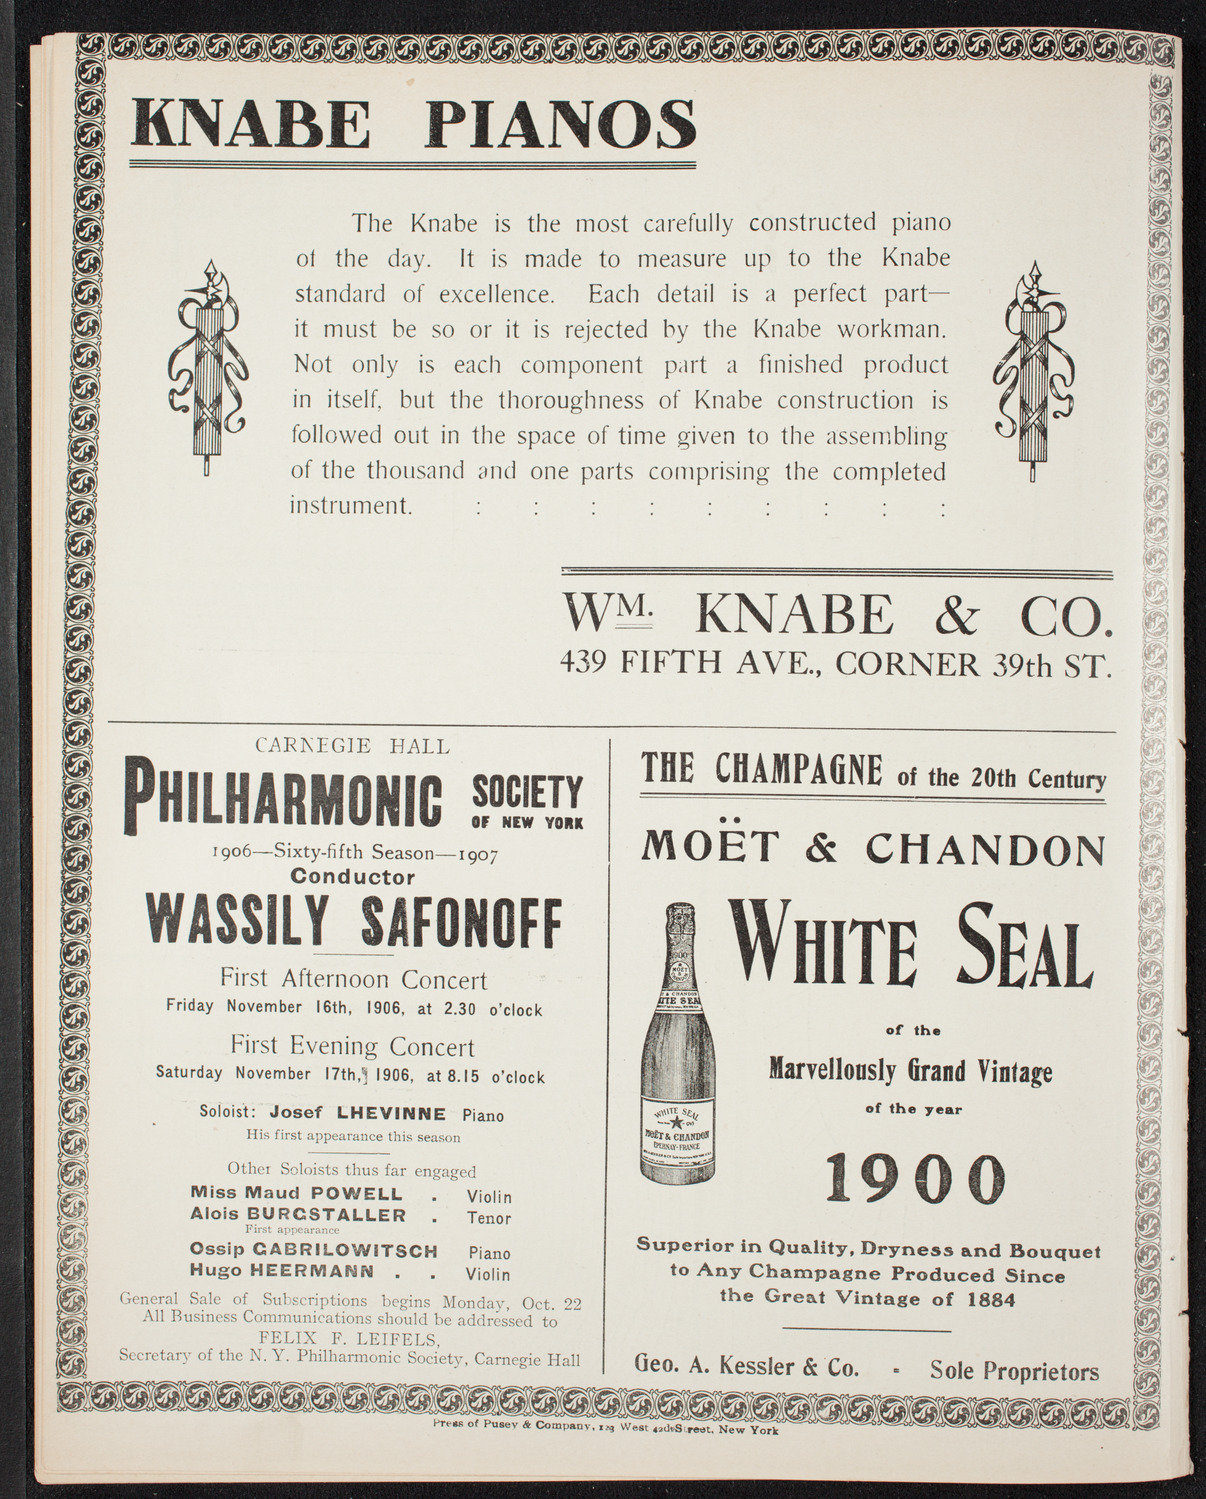 KNABE PIANOS
The Knabe is the most carefully constructed piano
of the day. It is made to measure up to the Knabe
standard of excellence. Each detail is a perfect part—
it must be so or it is rejected by the Knabe workman.
Not only is each component part a finished product
in itself, but the thoroughness of Knabe construction is
followed out in the space of time given to the assembling
of the thousand and one parts comprising the completed
instrument. : : : : : : : : :
WM. KNABE & CO.
439 FIFTH AVE., CORNER 39th ST.
CARNEGIE HALL
PHILHARMONIC SOCIETY
OF NEW YORK
1906—Sixty-fifth Season—1907
Conductor
WASSILY SAFONOFF
First Afternoon Concert
Friday November 16th, 1906, at 2.30 o'clock
First Evening Concert
Saturday November 17th, 1906, at 8.15 o'clock
Soloist: Josef LHEVINNE Piano
His first appearance this season
Other Soloists thus far engaged
Miss Maud POWELL . Violin
Alois BURGSTALLER . Tenor
First appearance
Ossip GABRILOWITSCH Piano
Hugo HEERMANN . . Violin
General Sale of Subscriptions begins Monday, Oct. 22
All Business Communications should be addressed to
FELIX F. LEIFELS,
Secretary of the N. Y. Philharmonic Society, Carnegie Hall
THE CHAMPAGNE of the 20th Century
MOËT & CHANDON
WHITE SEAL
of the
Marvellously Grand Vintage
of the year
1900
1900
MOËT
& CHANDON
ITE SEA
WHITE SEAL
MOËT & CHANDON
EPERNAY-FRANCE
Superior in Quality, Dryness and Bouquet
to Any Champagne Produced Since
the Great Vintage of 1884
Geo. A. Kessler & Co. - Sole Proprietors
Press of Pusey & Company, 123 West 42d Street, New York